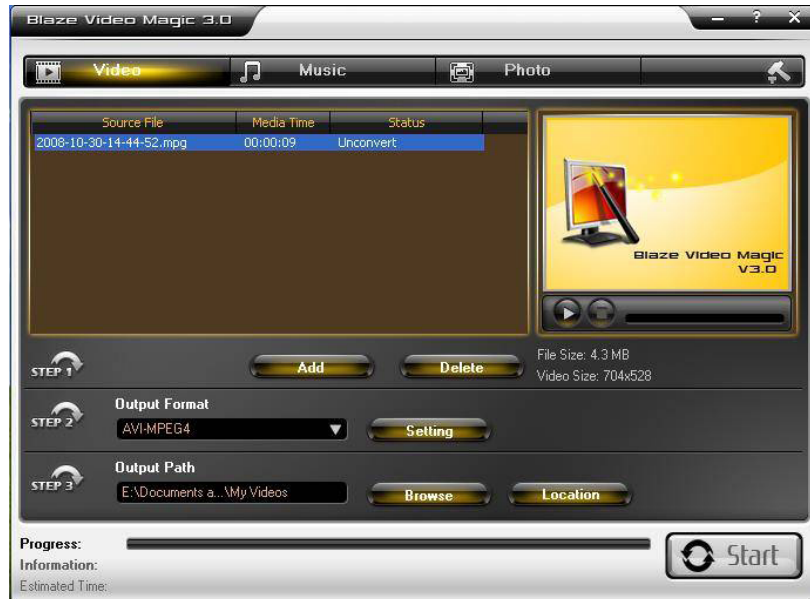 Blaze Video Magic 3.0
Video Music Photo
Source File Media Time Status
2008-10-30-14-44-52.mpg 00:00:09 Unconvert
Blaze Video Magic
V3.0
STEP 1 Add Delete
File Size: 4.3 MB
Video Size: 704x528
STEP 2 Output Format
AVI-MPEG4 Setting
STEP 3 Output Path
E:\Documents a...\My Videos Browse Location
Progress:
Information:
Estimated Time:
Start